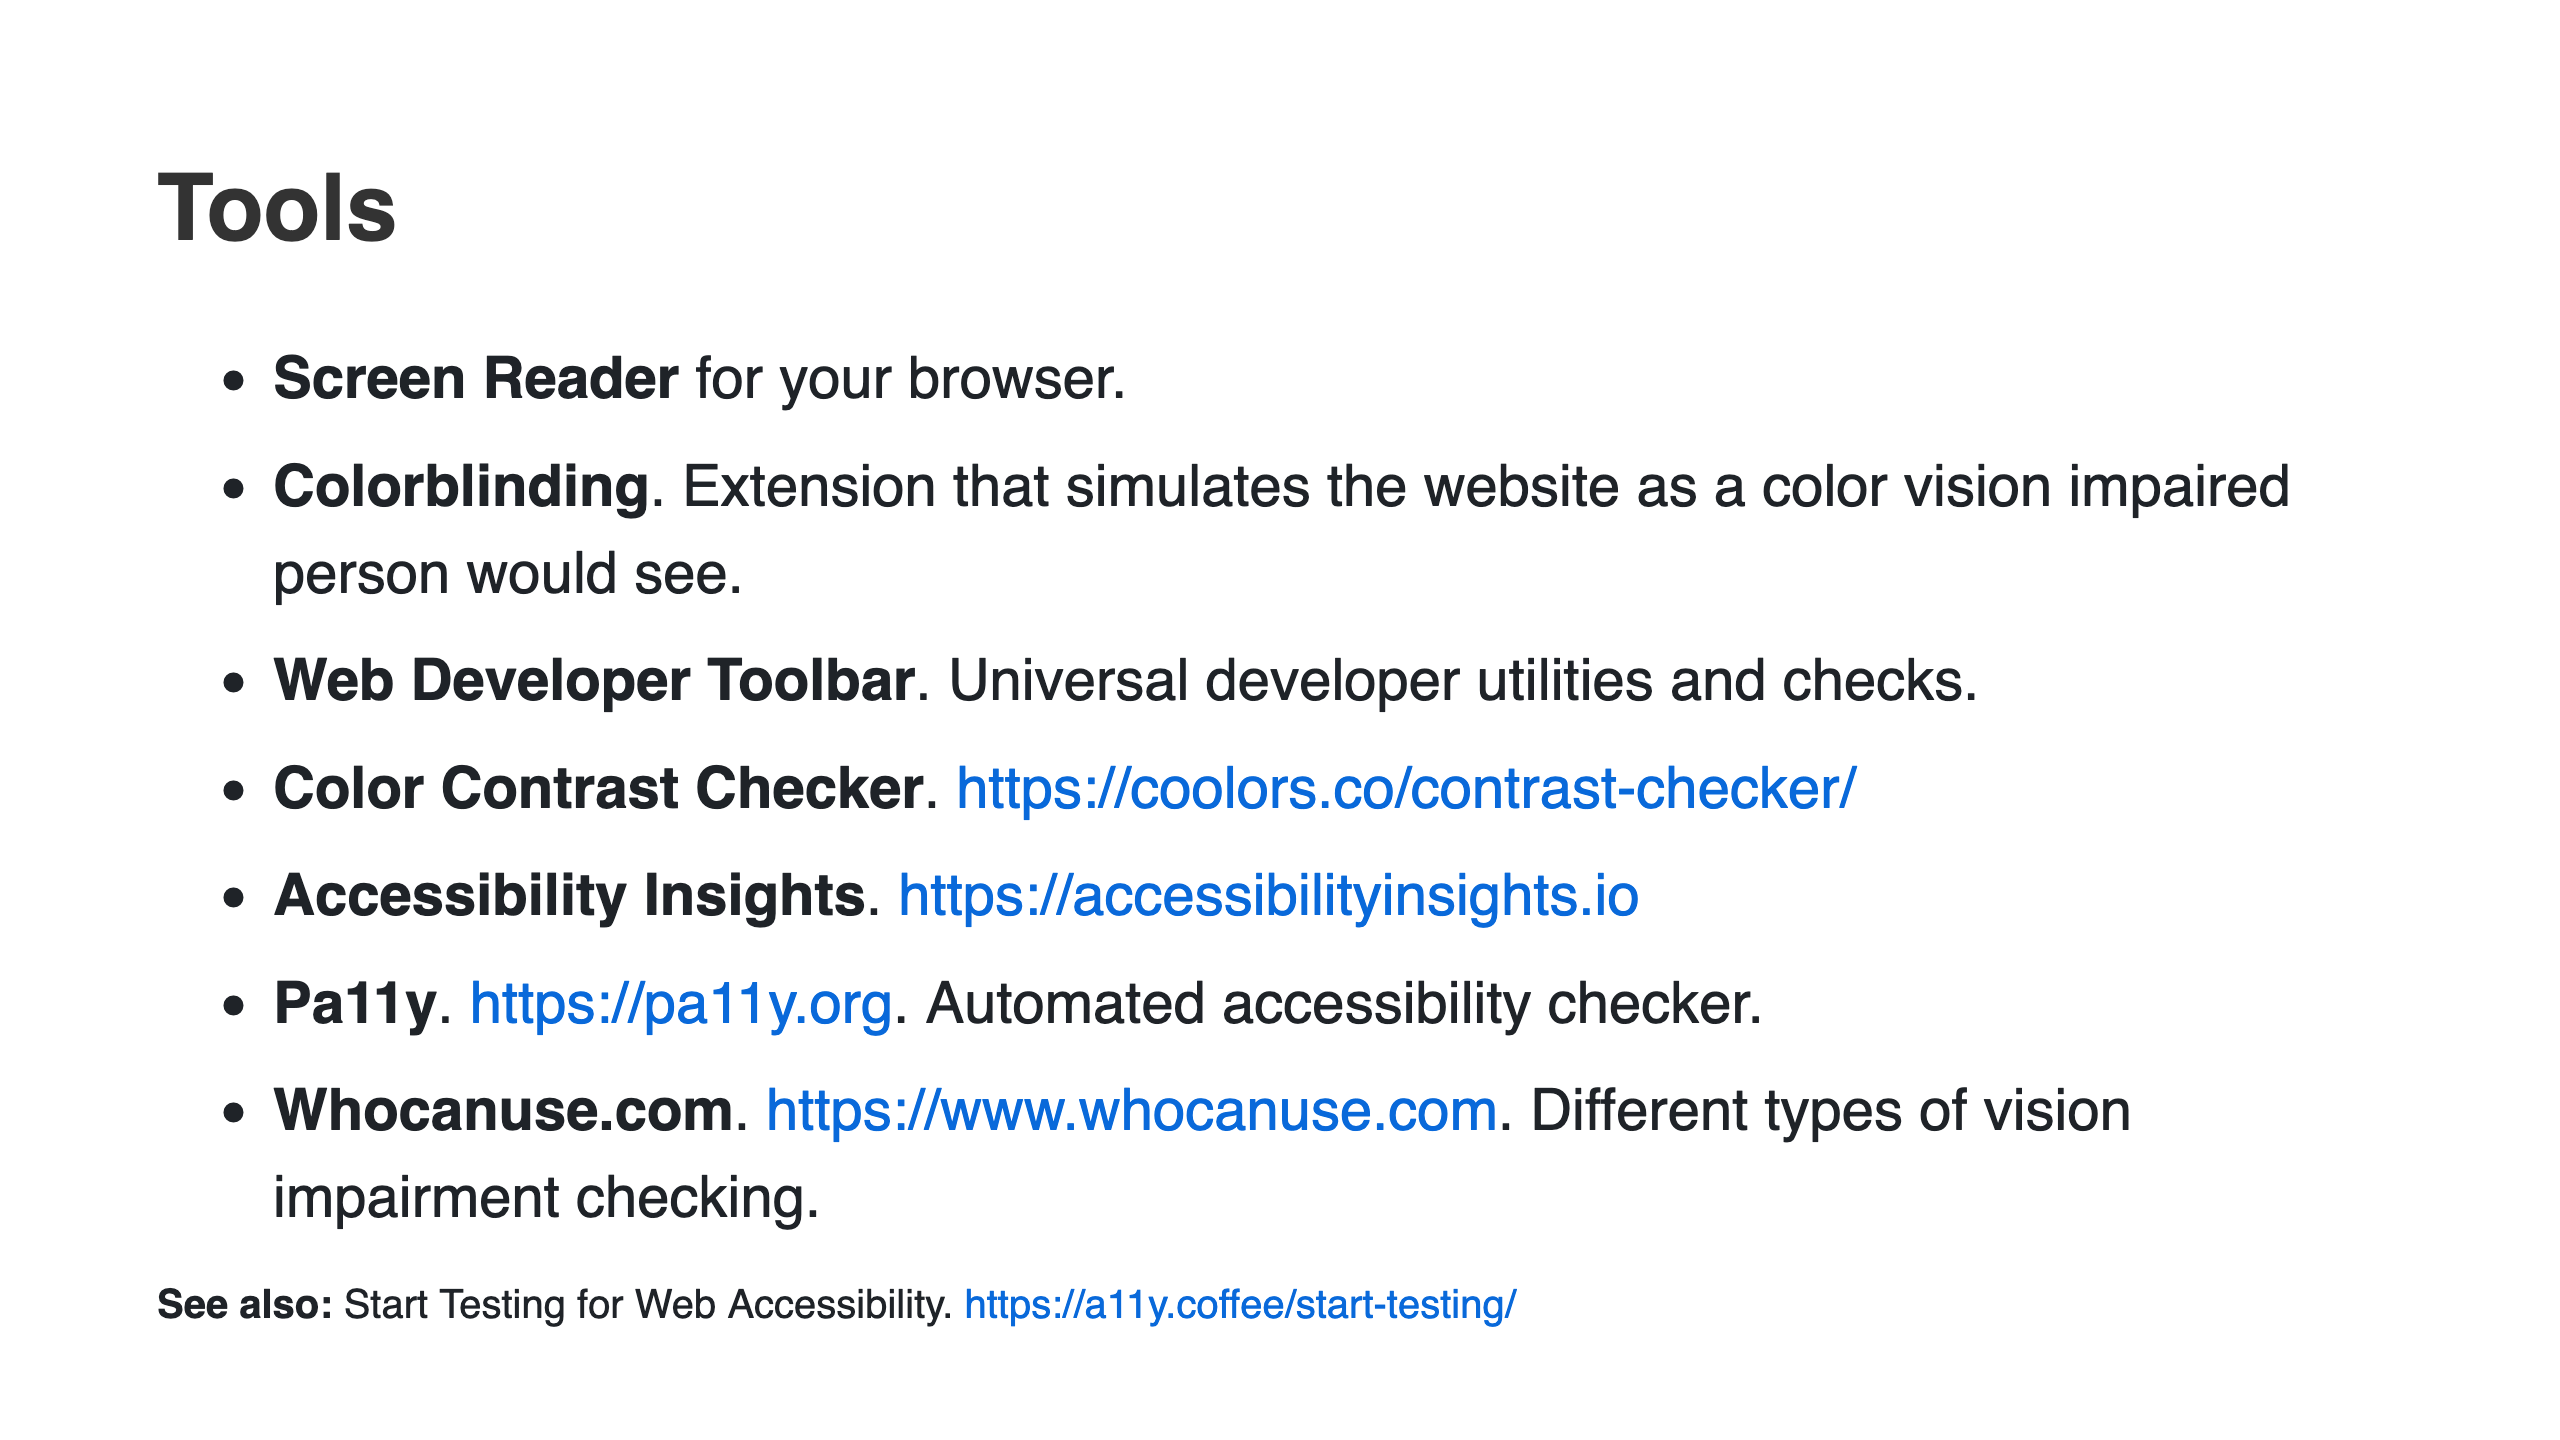 Tools
• Screen Reader for your browser.
• Colorblinding. Extension that simulates the website as a color vision impaired
person would see.
• Web Developer Toolbar. Universal developer utilities and checks.
• Color Contrast Checker. https://coolors.co/contrast-checker/
• Accessibility Insights. https://accessibilityinsights.io
• Pa11y. https://pa11y.org. Automated accessibility checker.
• Whocanuse.com. https://www.whocanuse.com. Different types of vision
impairment checking.
See also: Start Testing for Web Accessibility. https://a11y.coffee/start-testing/